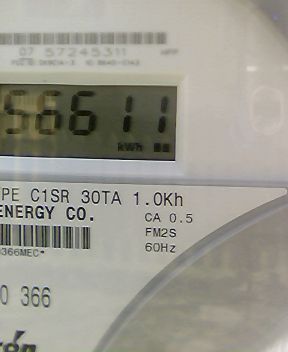 07 57245311
56611
kWh
PE C1SR 30TA 1.0Kh
ENERGY CO.
CA 0.5
FM2S
60Hz
366MEC*
0 366